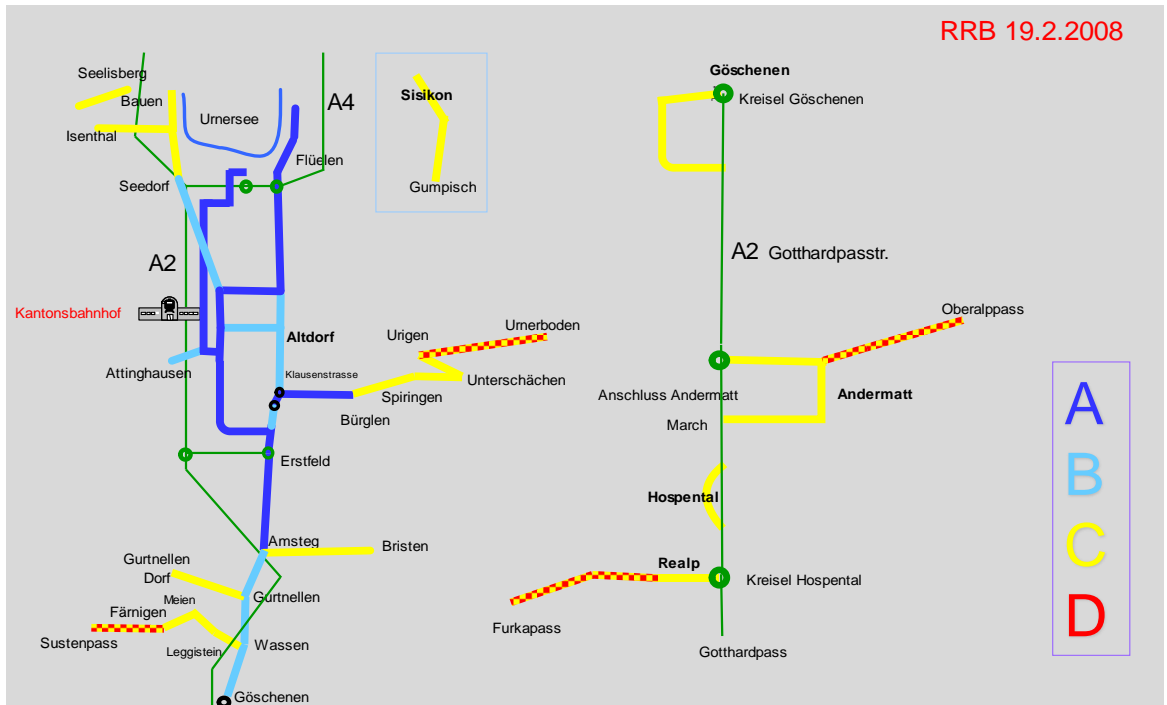 RRB 19.2.2008
Seelisberg
Bauen
Isenthal
Urnersee
A4
Sisikon
Gumpisch
Flüelen
Seedorf
A2
Kantonsbahnhof
Altdorf
Attinghausen
Klausenstrasse
Bürglen
Spiringen
Unterschächen
Urigen
Urnerboden
Erstfeld
Amsteg
Bristen
Gurtnellen
Dorf
Gurtnellen
Meien
Färnigen
Sustenpass
Leggistein
Wassen
Göschenen
Göschenen
Kreisel Göschenen
A2 Gotthardpasstr.
Oberalppass
Anschluss Andermatt
Andermatt
March
Hospental
Realp
Kreisel Hospental
Furkapass
Gotthardpass
A
B
C
D